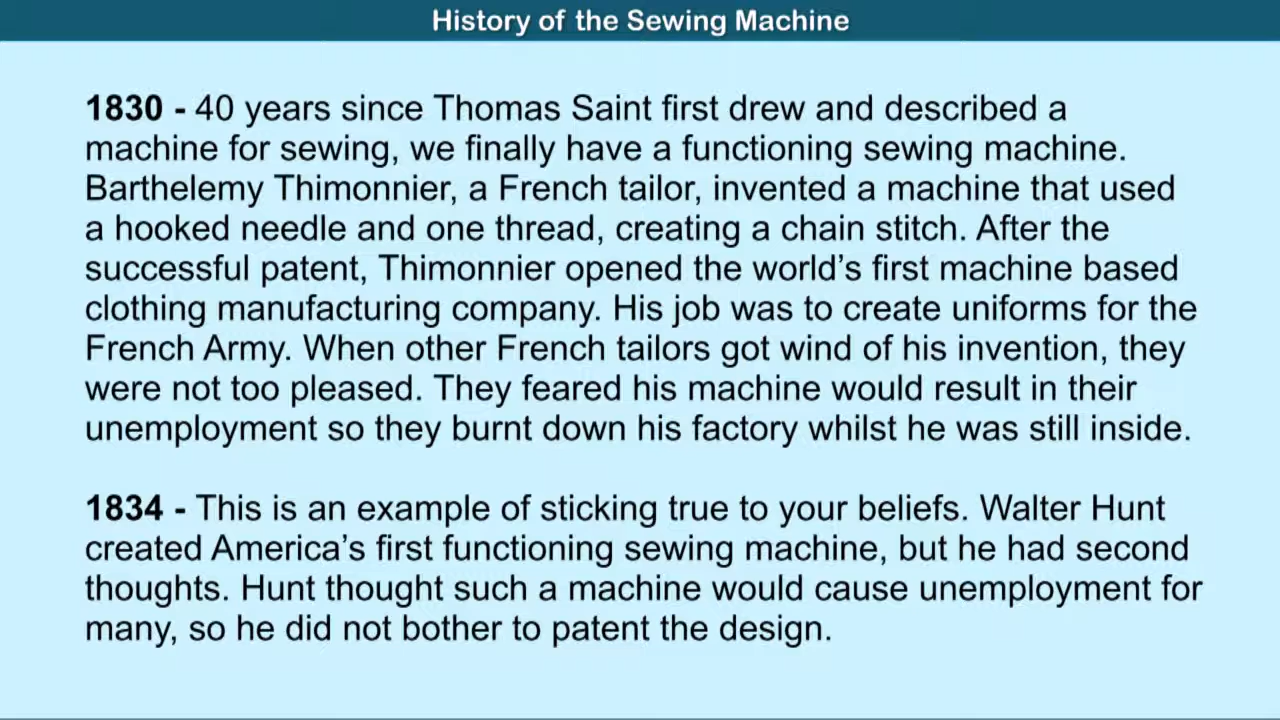 History of the Sewing Machine
1830 - 40 years since Thomas Saint first drew and described a
machine for sewing, we finally have a functioning sewing machine.
Barthelemy Thimonnier, a French tailor, invented a machine that used
a hooked needle and one thread, creating a chain stitch. After the
successful patent, Thimonnier opened the world’s first machine based
clothing manufacturing company. His job was to create uniforms for the
French Army. When other French tailors got wind of his invention, they
were not too pleased. They feared his machine would result in their
unemployment so they burnt down his factory whilst he was still inside.
1834 - This is an example of sticking true to your beliefs. Walter Hunt
created America’s first functioning sewing machine, but he had second
thoughts. Hunt thought such a machine would cause unemployment for
many, so he did not bother to patent the design.